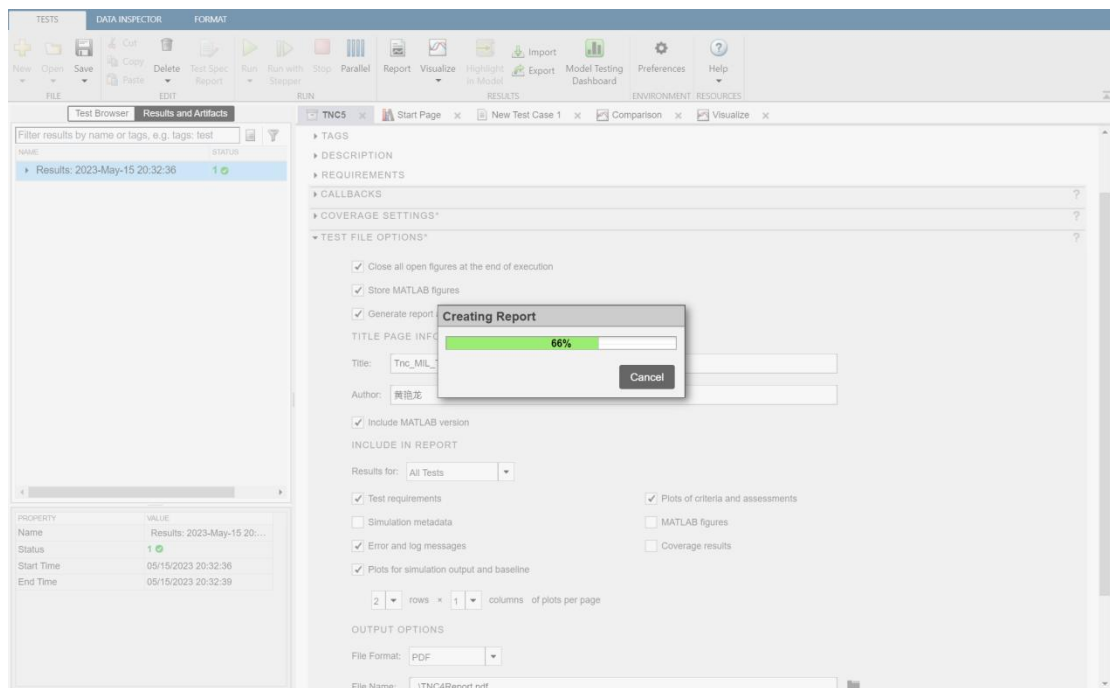 TESTS DATA INSPECTOR FORMAT
New Open Save Cut Copy Paste Delete Test Spec Report Run Run with Stepper Stop Parallel Report Visualize Highlight in Model Import Export Model Testing Dashboard Preferences Help
FILE EDIT RUN RESULTS ENVIRONMENT RESOURCES
Test Browser Results and Artifacts TNC5 Start Page New Test Case 1 Comparison Visualize
Filter results by name or tags, e.g. tags: test
NAME STATUS
Results: 2023-May-15 20:32:36 1
TAGS
DESCRIPTION
REQUIREMENTS
CALLBACKS ?
COVERAGE SETTINGS* ?
TEST FILE OPTIONS* ?
Close all open figures at the end of execution
Store MATLAB figures
Generate report
Creating Report
66%
Cancel
TITLE PAGE INFO
Title: Tnc_MIL_
Author: 黄艳龙
Include MATLAB version
INCLUDE IN REPORT
Results for: All Tests
Test requirements Plots of criteria and assessments
Simulation metadata MATLAB figures
Error and log messages Coverage results
Plots for simulation output and baseline
2 rows × 1 columns of plots per page
OUTPUT OPTIONS
File Format: PDF
File Name: .\TNC4Report.pdf
PROPERTY VALUE
Name Results: 2023-May-15 20:...
Status 1
Start Time 05/15/2023 20:32:36
End Time 05/15/2023 20:32:39